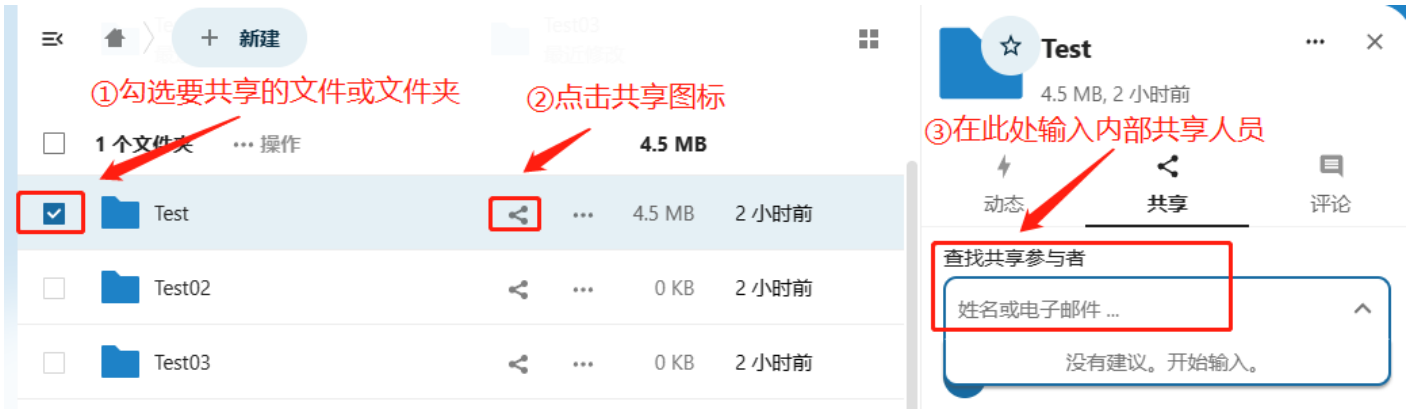 新建
Test03
最近修改
①勾选要共享的文件或文件夹
②点击共享图标
1 个文件夹 ··· 操作 4.5 MB
Test ··· 4.5 MB 2 小时前
Test02 ··· 0 KB 2 小时前
Test03 ··· 0 KB 2 小时前
Test ···
4.5 MB, 2 小时前
③在此处输入内部共享人员
动态 共享 评论
查找共享参与者
姓名或电子邮件 ...
没有建议。开始输入。